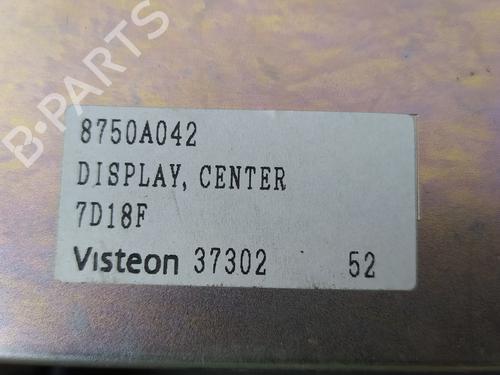 B-PARTS
8750A042
DISPLAY, CENTER
7D18F
Visteon 37302 52